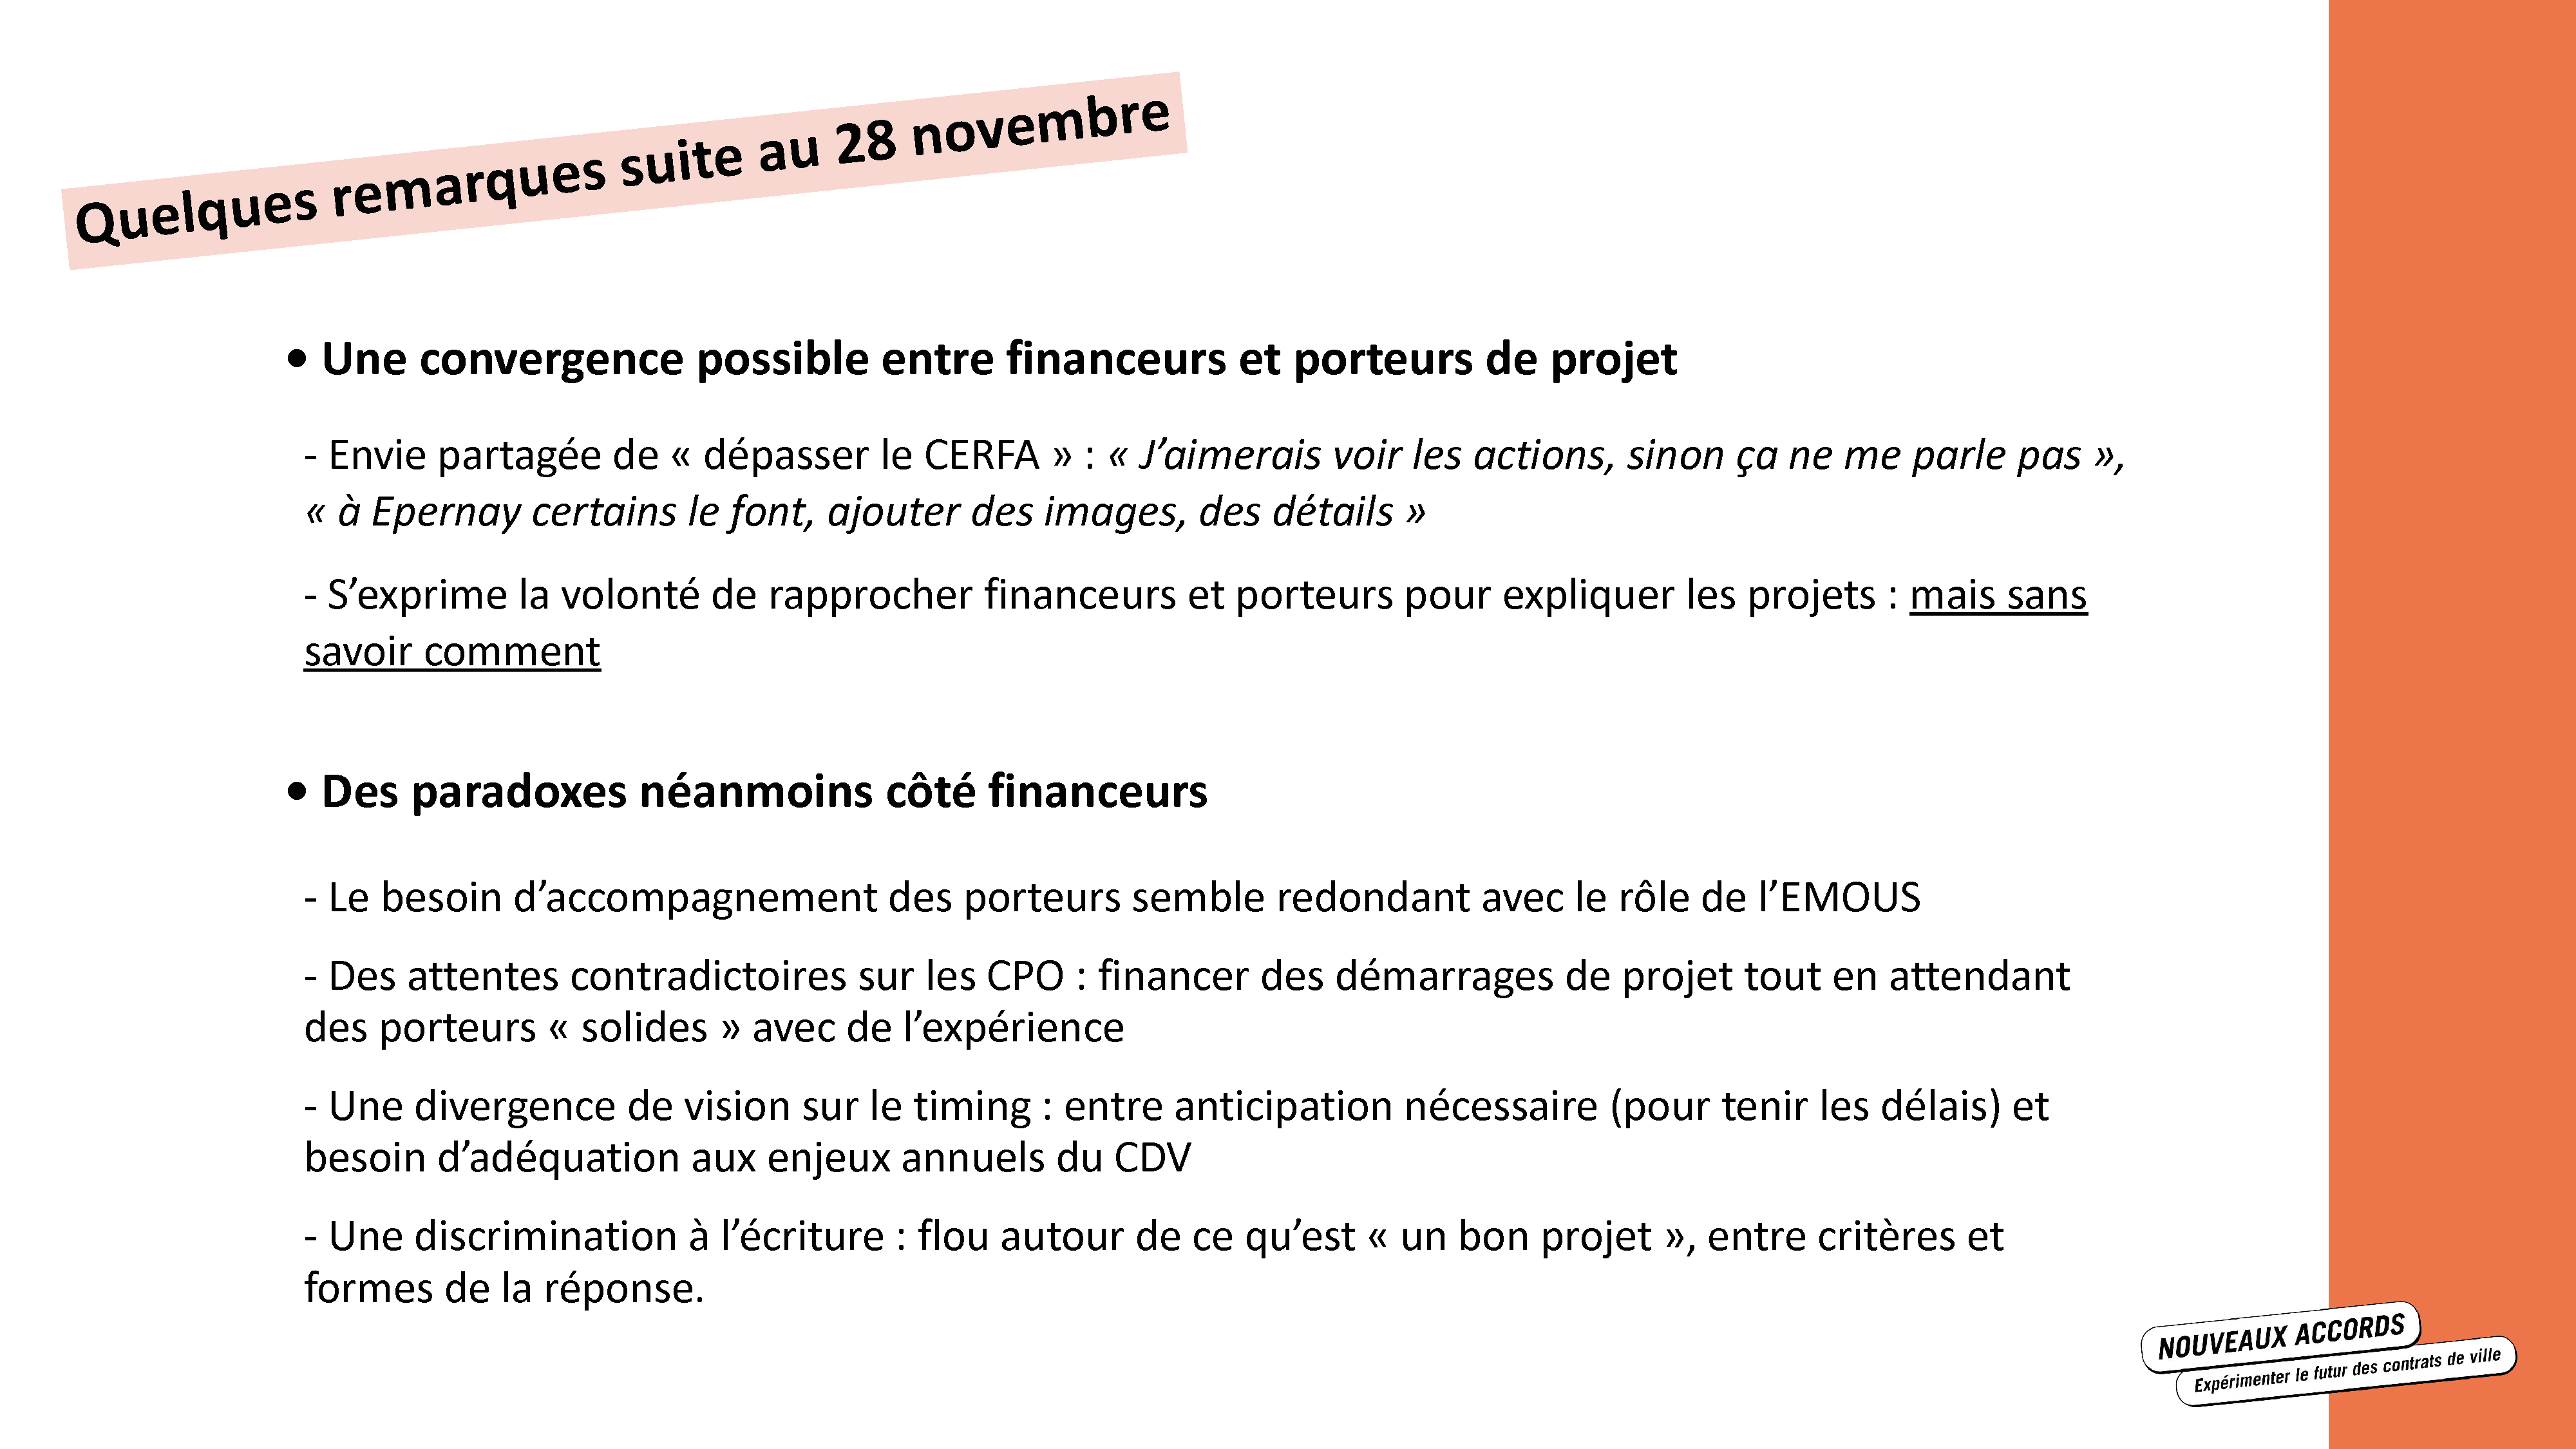 Quelques remarques suite au 28 novembre
• Une convergence possible entre financeurs et porteurs de projet
- Envie partagée de « dépasser le CERFA » : « J’aimerais voir les actions, sinon ça ne me parle pas »,
« à Epernay certains le font, ajouter des images, des détails »
- S’exprime la volonté de rapprocher financeurs et porteurs pour expliquer les projets : mais sans
savoir comment
• Des paradoxes néanmoins côté financeurs
- Le besoin d’accompagnement des porteurs semble redondant avec le rôle de l’EMOUS
- Des attentes contradictoires sur les CPO : financer des démarrages de projet tout en attendant
des porteurs « solides » avec de l’expérience
- Une divergence de vision sur le timing : entre anticipation nécessaire (pour tenir les délais) et
besoin d’adéquation aux enjeux annuels du CDV
- Une discrimination à l’écriture : flou autour de ce qu’est « un bon projet », entre critères et
formes de la réponse.
NOUVEAUX ACCORDS
Expérimenter le futur des contrats de ville